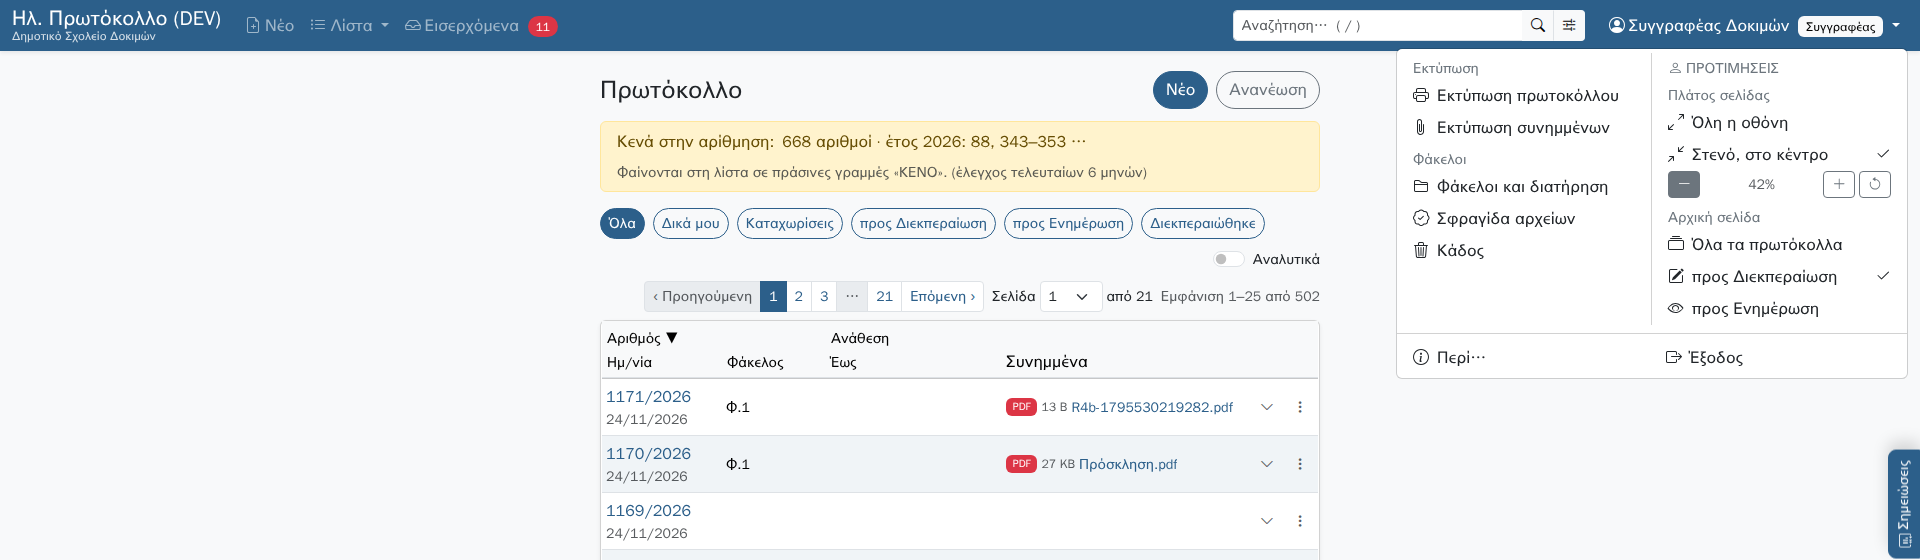 Ηλ. Πρωτόκολλο (DEV)
Δημοτικό Σχολείο Δοκιμών
Νέο
Λίστα
Εισερχόμενα 11
Αναζήτηση… ( / )
Συγγραφέας Δοκιμών Συγγραφέας
Πρωτόκολλο
Νέο
Ανανέωση
Κενά στην αρίθμηση: 668 αριθμοί · έτος 2026: 88, 343–353 …
Φαίνονται στη λίστα σε πράσινες γραμμές «ΚΕΝΟ». (έλεγχος τελευταίων 6 μηνών)
Όλα
Δικά μου
Καταχωρίσεις
προς Διεκπεραίωση
προς Ενημέρωση
Διεκπεραιώθηκε
Αναλυτικά
‹ Προηγούμενη 1 2 3 … 21 Επόμενη › Σελίδα 1 από 21 Εμφάνιση 1–25 από 502
Αριθμός ▼ Ανάθεση
Ημ/νία Φάκελος Έως Συνημμένα
1171/2026
24/11/2026
Φ.1
PDF 13 B R4b-1795530219282.pdf
1170/2026
24/11/2026
Φ.1
PDF 27 KB Πρόσκληση.pdf
1169/2026
24/11/2026
Εκτύπωση
Εκτύπωση πρωτοκόλλου
Εκτύπωση συνημμένων
Φάκελοι
Φάκελοι και διατήρηση
Σφραγίδα αρχείων
Κάδος
ΠΡΟΤΙΜΗΣΕΙΣ
Πλάτος σελίδας
Όλη η οθόνη
Στενό, στο κέντρο
42%
Αρχική σελίδα
Όλα τα πρωτόκολλα
προς Διεκπεραίωση
προς Ενημέρωση
Περί…
Έξοδος
Σημειώσεις